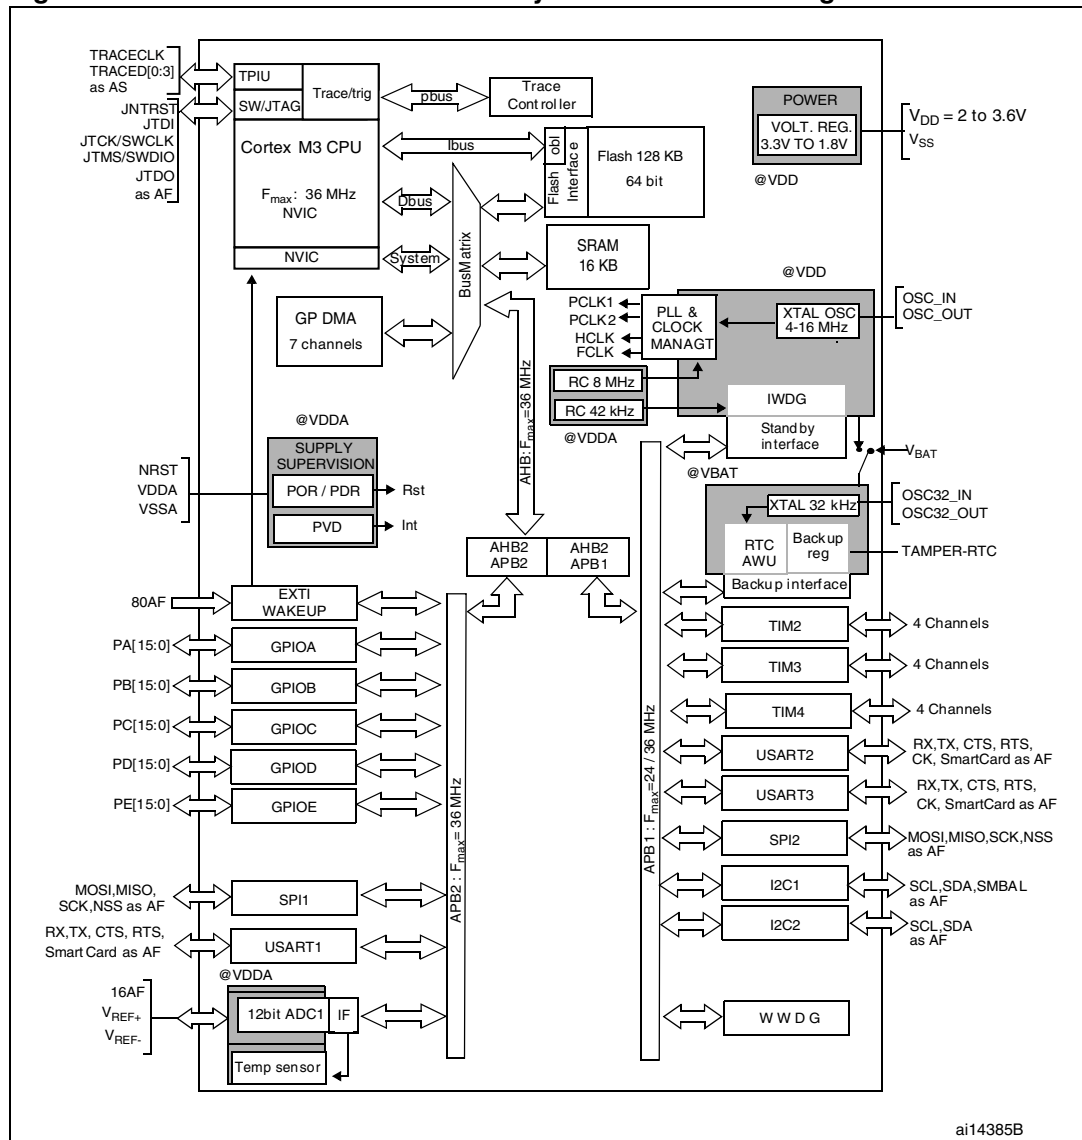 TRACECLK
TRACED[0:3]
as AS
JNTRST
JTDI
JTCK/SWCLK
JTMS/SWDIO
JTDO
as AF
TPIU
SW/JTAG
Trace/trig
Cortex M3 CPU
Fmax: 36 MHz
NVIC
NVIC
pbus
Trace
Controller
Ibus
Dbus
System
BusMatrix
obl
Flash
Interface
Flash 128 KB
64 bit
SRAM
16 KB
POWER
VOLT. REG.
3.3V TO 1.8V
@VDD
VDD = 2 to 3.6V
VSS
GP DMA
7 channels
AHB: Fmax=36 MHz
@VDD
PCLK1
PCLK2
HCLK
FCLK
PLL &
CLOCK
MANAGT
XTAL OSC
4-16 MHz
OSC_IN
OSC_OUT
RC 8 MHz
RC 42 kHz
@VDDA
IWDG
Standby
interface
VBAT
@VBAT
XTAL 32 kHz
OSC32_IN
OSC32_OUT
RTC
AWU
Backup
reg
TAMPER-RTC
Backup interface
@VDDA
NRST
VDDA
VSSA
SUPPLY
SUPERVISION
POR / PDR
Rst
PVD
Int
AHB2
APB2
AHB2
APB1
80AF
EXTI
WAKEUP
PA[15:0]
GPIOA
PB[15:0]
GPIOB
PC[15:0]
GPIOC
PD[15:0]
GPIOD
PE[15:0]
GPIOE
MOSI,MISO,
SCK,NSS as AF
SPI1
RX,TX, CTS, RTS,
SmartCard as AF
USART1
@VDDA
16AF
VREF+
VREF-
12bit ADC1
IF
Temp sensor
APB2 : Fmax= 36 MHz
APB1 : Fmax=24 / 36 MHz
TIM2
4 Channels
TIM3
4 Channels
TIM4
4 Channels
USART2
RX,TX, CTS, RTS,
CK, SmartCard as AF
USART3
RX,TX, CTS, RTS,
CK, SmartCard as AF
SPI2
MOSI,MISO,SCK,NSS
as AF
I2C1
SCL,SDA,SMBAL
as AF
I2C2
SCL,SDA
as AF
WWDG
ai14385B